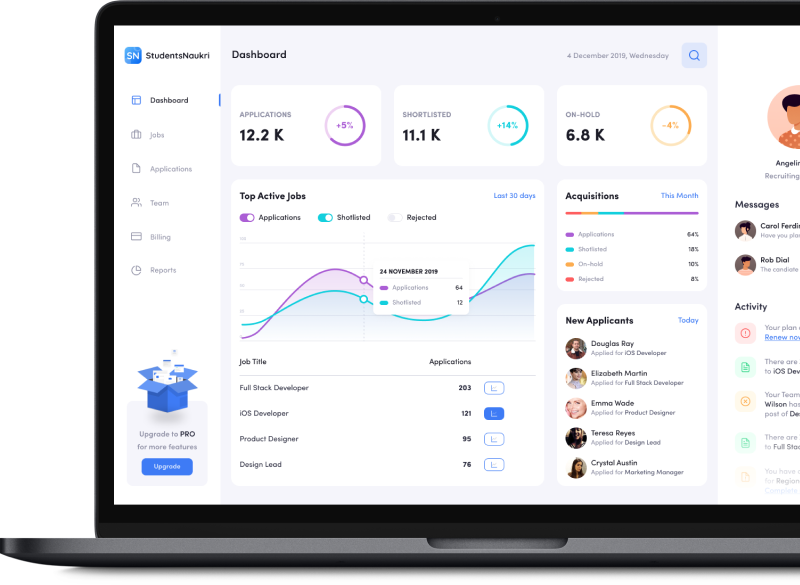 SN StudentsNaukri
Dashboard
Jobs
Applications
Team
Billing
Reports
Upgrade to PRO
for more features
Upgrade
Dashboard
4 December 2019, Wednesday
APPLICATIONS
12.2 K
+5%
SHORTLISTED
11.1 K
+14%
ON-HOLD
6.8 K
-4%
Top Active Jobs
Last 30 days
Applications
Shotlisted
Rejected
24 NOVEMBER 2019
Applications 64
Shotlisted 12
Job Title Applications
Full Stack Developer 203
iOS Developer 121
Product Designer 95
Design Lead 76
Acquisitions
This Month
Applications 64%
Shotlisted 18%
On-hold 10%
Rejected 8%
New Applicants
Today
Douglas Ray
Applied for iOS Developer
Elizabeth Martin
Applied for Full Stack Developer
Emma Wade
Applied for Product Designer
Teresa Reyes
Applied for Design Lead
Crystal Austin
Applied for Marketing Manager
Angelin
Recruiting
Messages
Carol Ferdin
Have you plan
Rob Dial
The candiate
Activity
Your plan
Renew now
There are
to iOS Dev
Your Team
Wilson has
post of De
There are
to Full Stac
You have
for Region
Complete